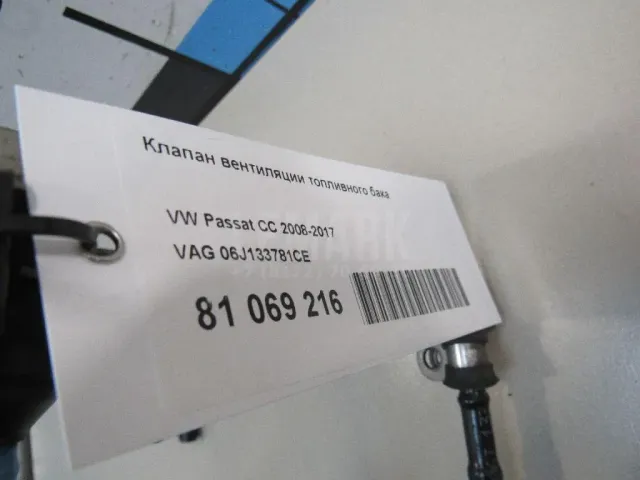 Клапан вентиляции топливного бака
VW Passat CC 2008-2017
VAG 06J133781CE
81 069 216